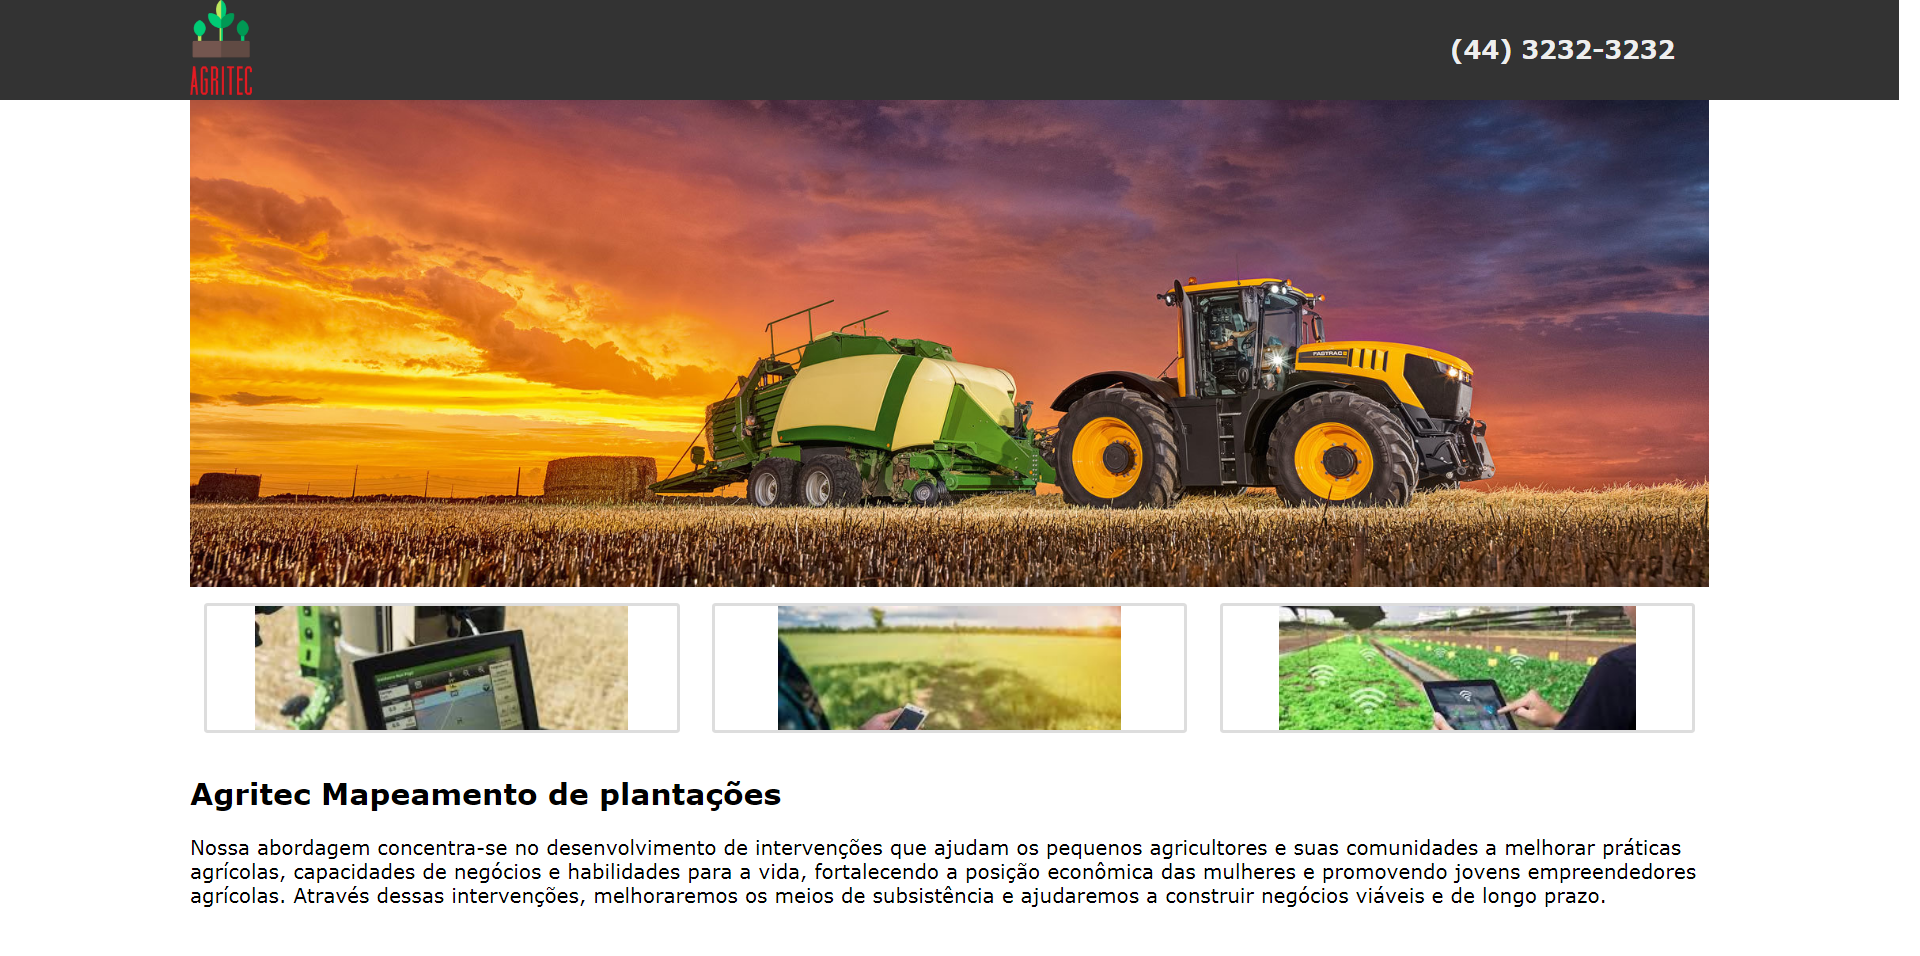 AGRITEC
(44) 3232-3232
FASTRAC
Agritec Mapeamento de plantações
Nossa abordagem concentra-se no desenvolvimento de intervenções que ajudam os pequenos agricultores e suas comunidades a melhorar práticas
agrícolas, capacidades de negócios e habilidades para a vida, fortalecendo a posição econômica das mulheres e promovendo jovens empreendedores
agrícolas. Através dessas intervenções, melhoraremos os meios de subsistência e ajudaremos a construir negócios viáveis e de longo prazo.